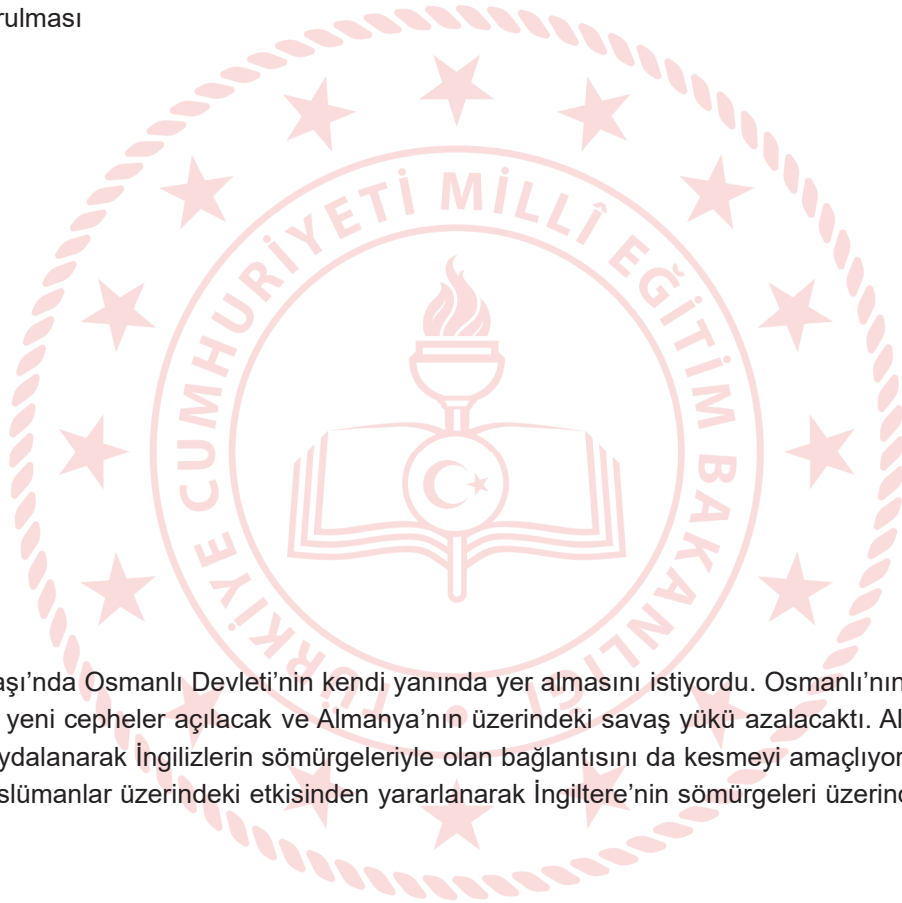 rulması
TÜRKİYE CUMHURİYETİ MİLLÎ EĞİTİM BAKANLIĞI
aşı’nda Osmanlı Devleti’nin kendi yanında yer almasını istiyordu. Osmanlı’nın
yeni cepheler açılacak ve Almanya’nın üzerindeki savaş yükü azalacaktı. Al
ydalanarak İngilizlerin sömürgeleriyle olan bağlantısını da kesmeyi amaçlıyor
slümanlar üzerindeki etkisinden yararlanarak İngiltere’nin sömürgeleri üzerind